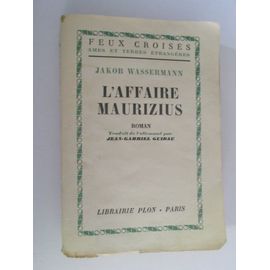 FEUX CROISÉS
AMES ET TERRES ÉTRANGÈRES
JAKOB WASSERMANN
L'AFFAIRE
MAURIZIUS
ROMAN
Traduit de l'allemand par
JEAN-GABRIEL GUIDAU
LIBRAIRIE PLON • PARIS